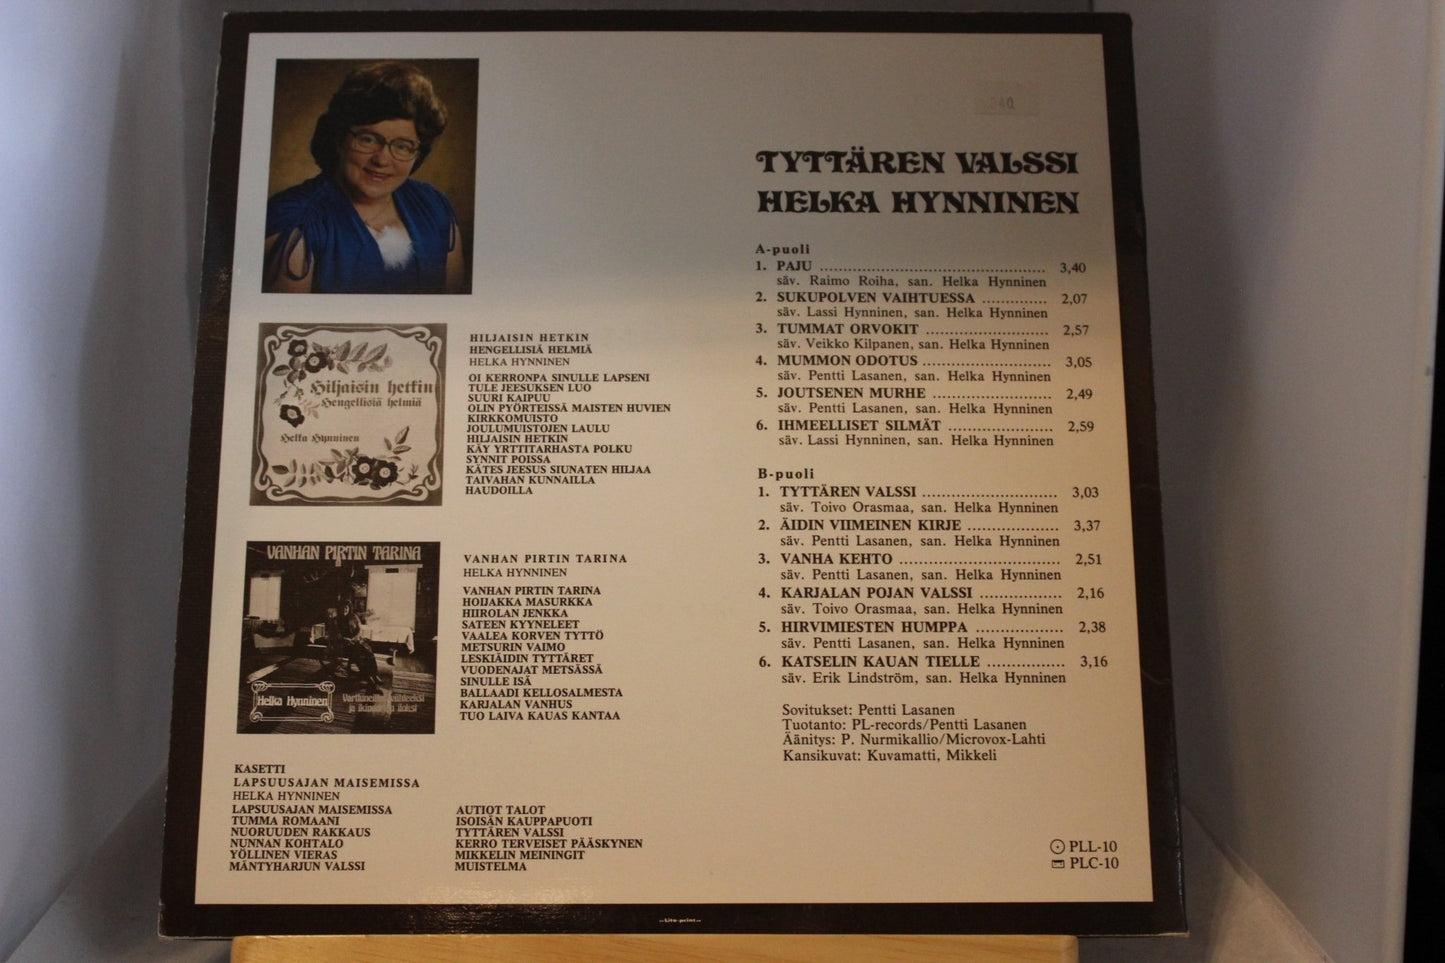 340
TYTTÄREN VALSSI
HELKA HYNNINEN
A-puoli
1. PAJU ................................................ 3,40
säv. Raimo Roiha, san. Helka Hynninen
2. SUKUPOLVEN VAIHTUESSA .............. 2,07
säv. Lassi Hynninen, san. Helka Hynninen
3. TUMMAT ORVOKIT .......................... 2,57
säv. Veikko Kilpanen, san. Helka Hynninen
4. MUMMON ODOTUS ........................... 3,05
säv. Pentti Lasanen, san. Helka Hynninen
5. JOUTSENEN MURHE ......................... 2,49
säv. Pentti Lasanen, san. Helka Hynninen
6. IHMEELLISET SILMÄT ...................... 2,59
säv. Lassi Hynninen, san. Helka Hynninen
B-puoli
1. TYTTÄREN VALSSI ............................. 3,03
säv. Toivo Orasmaa, san. Helka Hynninen
2. ÄIDIN VIIMEINEN KIRJE ................... 3,37
säv. Pentti Lasanen, san. Helka Hynninen
3. VANHA KEHTO .................................. 2,51
säv. Pentti Lasanen, san. Helka Hynninen
4. KARJALAN POJAN VALSSI ................. 2,16
säv. Toivo Orasmaa, san. Helka Hynninen
5. HIRVIMIESTEN HUMPPA .................. 2,38
säv. Pentti Lasanen, san. Helka Hynninen
6. KATSELIN KAUAN TIELLE ................ 3,16
säv. Erik Lindström, san. Helka Hynninen
Sovitukset: Pentti Lasanen
Tuotanto: PL-records/Pentti Lasanen
Äänitys: P. Nurmikallio/Microvox-Lahti
Kansikuvat: Kuvamatti, Mikkeli
PLL-10
PLC-10
Hiljaisin hetkin
Hengellisiä helmiä
Helka Hynninen
HILJAISIN HETKIN
HENGELLISIÄ HELMIÄ
HELKA HYNNINEN
OI KERRONPA SINULLE LAPSENI
TULE JEESUKSEN LUO
SUURI KAIPUU
OLIN PYÖRTEISSÄ MAISTEN HUVIEN
KIRKKOMUISTO
JOULUMUISTOJEN LAULU
HILJAISIN HETKIN
KÄY YRTTITARHASTA POLKU
SYNNIT POISSA
KÄTES JEESUS SIUNATEN HILJAA
TAIVAHAN KUNNAILLA
HAUDOILLA
VANHAN PIRTIN TARINA
Helka Hynninen
VANHAN PIRTIN TARINA
HELKA HYNNINEN
VANHAN PIRTIN TARINA
HOIJAKKA MASURKKA
HIIROLAN JENKKA
SATEEN KYYNELEET
VAALEA KORVEN TYTTÖ
METSURIN VAIMO
LESKIÄIDIN TYTTÄRET
VUODENAJAT METSÄSSÄ
SINULLE ISÄ
BALLAADI KELLOSALMESTA
KARJALAN VANHUS
TUO LAIVA KAUAS KANTAA
KASETTI
LAPSUUSAJAN MAISEMISSA
HELKA HYNNINEN
LAPSUUSAJAN MAISEMISSA
TUMMA ROMAANI
NUORUUDEN RAKKAUS
NUNNAN KOHTALO
YÖLLINEN VIERAS
MÄNTYHARJUN VALSSI
AUTIOT TALOT
ISOISÄN KAUPPAPUOTI
TYTTÄREN VALSSI
KERRO TERVEISET PÄÄSKYNEN
MIKKELIN MEININGIT
MUISTELMA
Lito-print